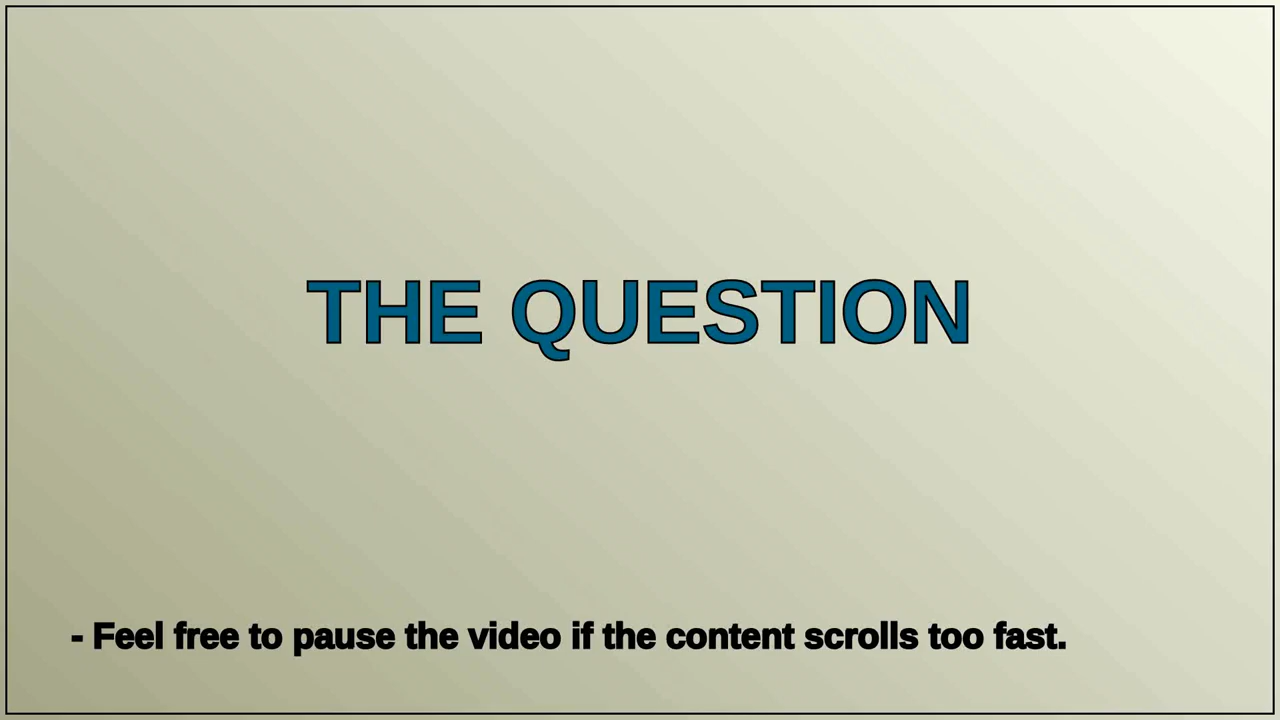 THE QUESTION
- Feel free to pause the video if the content scrolls too fast.